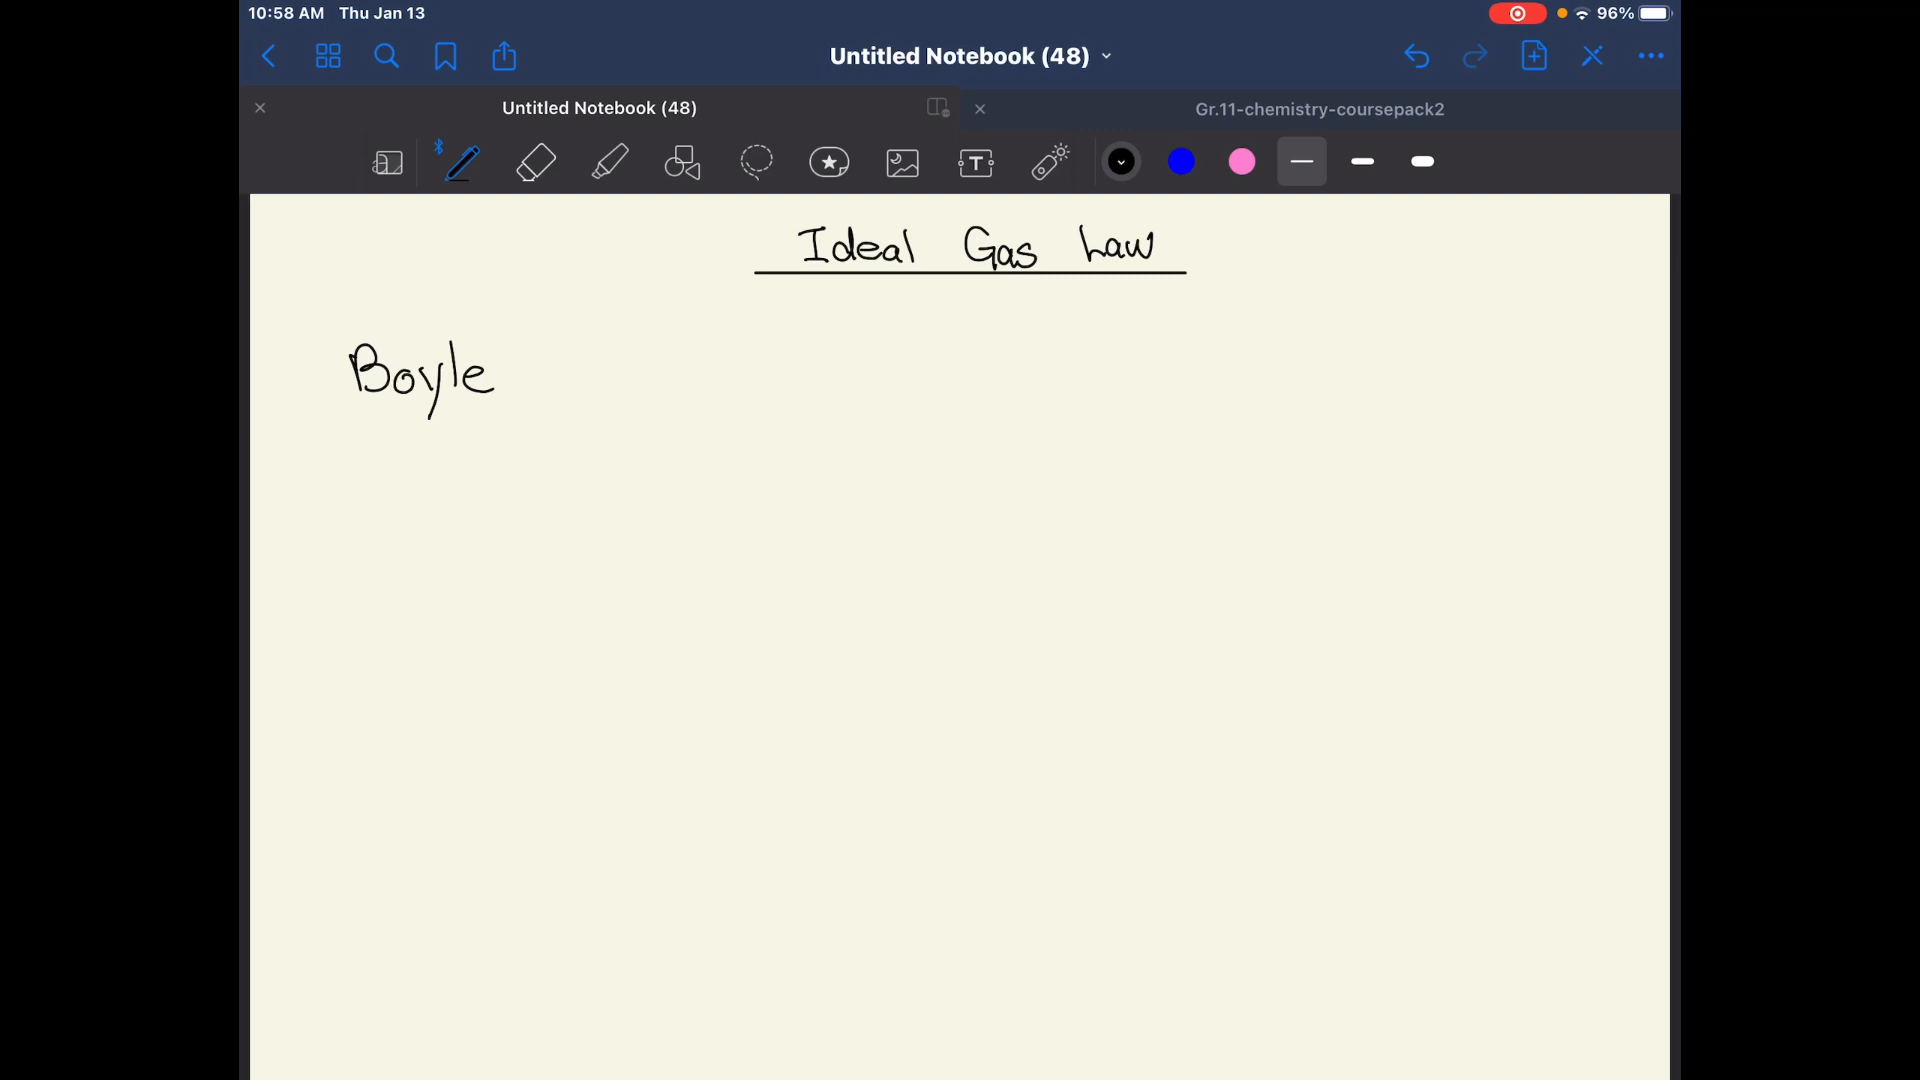 10:58 AM Thu Jan 13 96%
Untitled Notebook (48)
Untitled Notebook (48) Gr.11-chemistry-coursepack2
Ideal Gas Law
Boyle